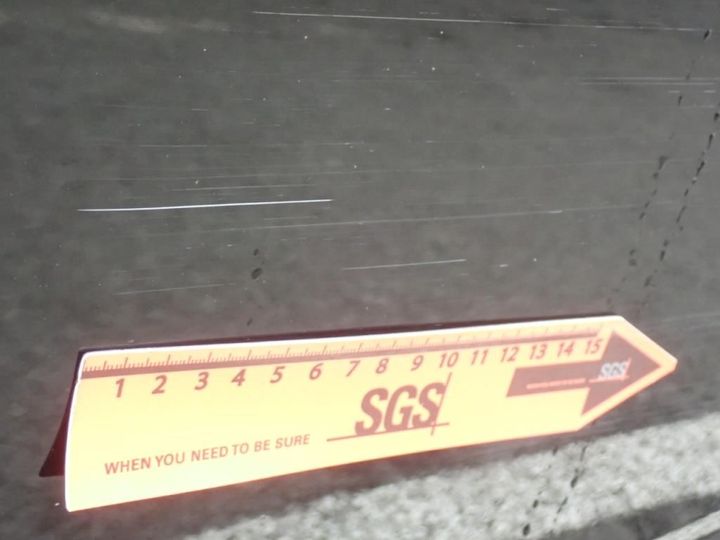 1 2 3 4 5 6 7 8 9 10 11 12 13 14 15
SGS
SGS
WHEN YOU NEED TO BE SURE